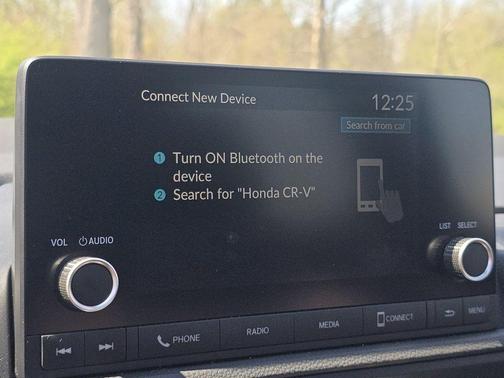 Connect New Device
12:25
Search from car
1 Turn ON Bluetooth on the
device
2 Search for "Honda CR-V"
VOL AUDIO
LIST SELECT
PHONE
RADIO
MEDIA
CONNECT
MENU